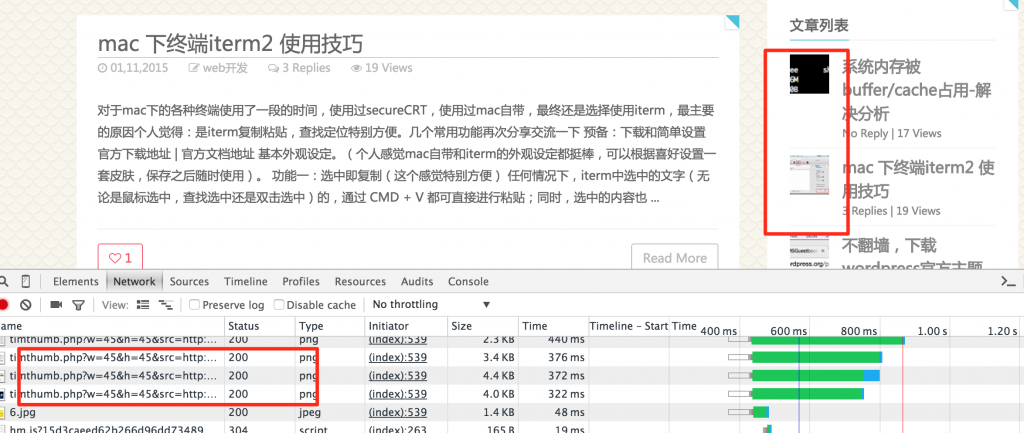 mac 下终端iterm2 使用技巧
01,11,2015 web开发 3 Replies 19 Views
对于mac下的各种终端使用了一段的时间，使用过secureCRT，使用过mac自带，最终还是选择使用iterm，最主要
的原因个人觉得：是iterm复制粘贴，查找定位特别方便。几个常用功能再次分享交流一下 预备：下载和简单设置
官方下载地址 | 官方文档地址 基本外观设定。（ 个人感觉mac自带和iterm的外观设定都挺棒，可以根据喜好设置一
套皮肤，保存之后随时使用 ）。 功能一：选中即复制（ 这个感觉特别方便 ） 任何情况下，iterm中选中的文字（ 无
论是鼠标选中，查找选中还是双击选中 ）的，通过 CMD + V 都可直接进行粘贴；同时，选中的内容也 ...
1
Read More
文章列表
系统内存被
buffer/cache占用-解
决分析
No Reply | 17 Views
mac 下终端iterm2 使
用技巧
3 Replies | 19 Views
不翻墙，下载
wordpress官方主题
Elements Network Sources Timeline Profiles Resources Audits Console
View: Preserve log Disable cache No throttling
ame Status Type Initiator Size Time Timeline – Start Time 400 ms 600 ms 800 ms 1.00 s 1.20 s
timthumb.php?w=45&h=45&src=http:... 200 png (index):539 2.3 KB 440 ms
timthumb.php?w=45&h=45&src=http:... 200 png (index):539 3.4 KB 376 ms
timthumb.php?w=45&h=45&src=http:... 200 png (index):539 4.4 KB 372 ms
timthumb.php?w=45&h=45&src=http:... 200 png (index):539 4.0 KB 322 ms
6.jpg 200 jpeg (index):539 1.4 KB 48 ms
hm.js?15d3caeed62b266d96dd73489 304 script (index):263 165 B 19 ms